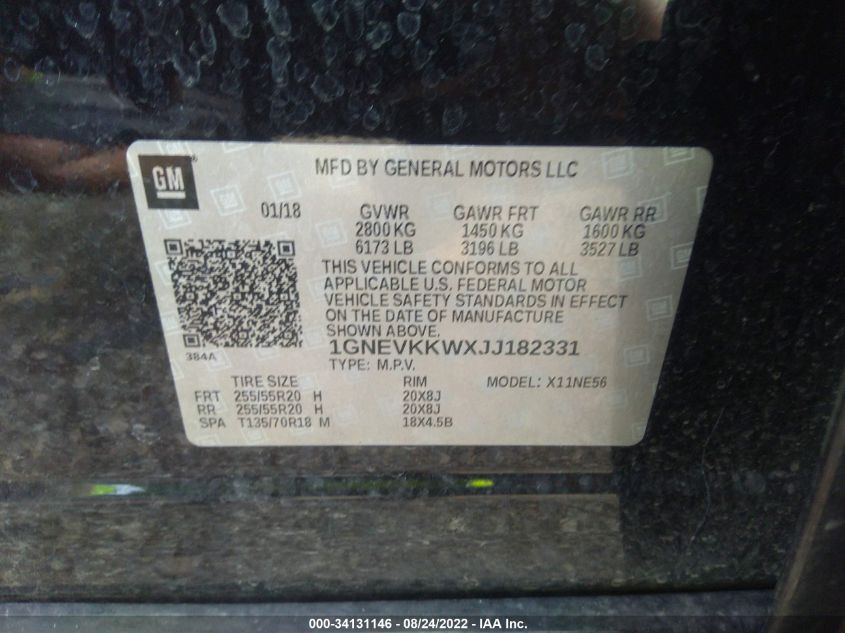 GM ®
MFD BY GENERAL MOTORS LLC
01/18 GVWR GAWR FRT GAWR RR
2800 KG 1450 KG 1600 KG
6173 LB 3196 LB 3527 LB
THIS VEHICLE CONFORMS TO ALL
APPLICABLE U.S. FEDERAL MOTOR
VEHICLE SAFETY STANDARDS IN EFFECT
ON THE DATE OF MANUFACTURE
SHOWN ABOVE.
384A
1GNEVKKWXJJ182331
TYPE: M.P.V.
TIRE SIZE RIM MODEL: X11NE56
FRT 255/55R20 H 20X8J
RR 255/55R20 H 20X8J
SPA T135/70R18 M 18X4.5B
000-34131146 - 08/24/2022 - IAA Inc.